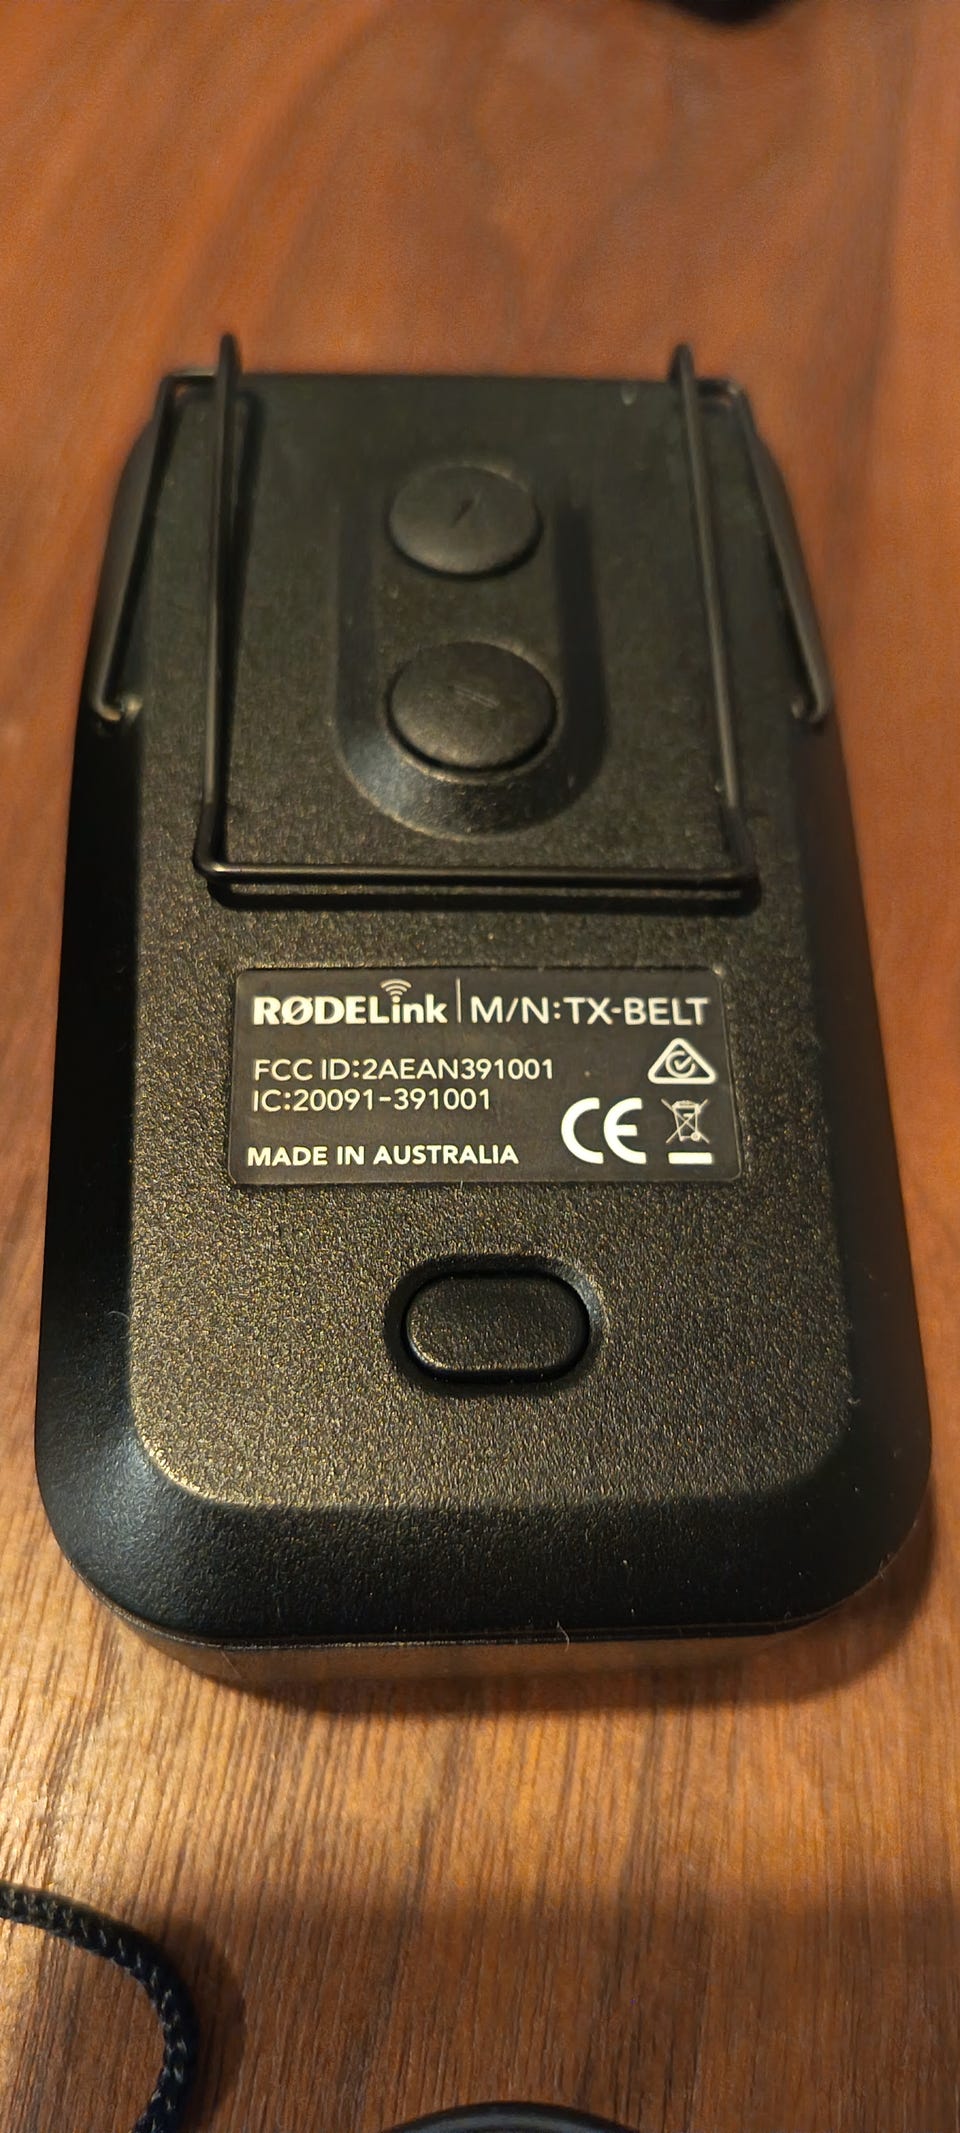 RØDELink | M/N:TX-BELT
FCC ID:2AEAN391001
IC:20091-391001
CE
MADE IN AUSTRALIA